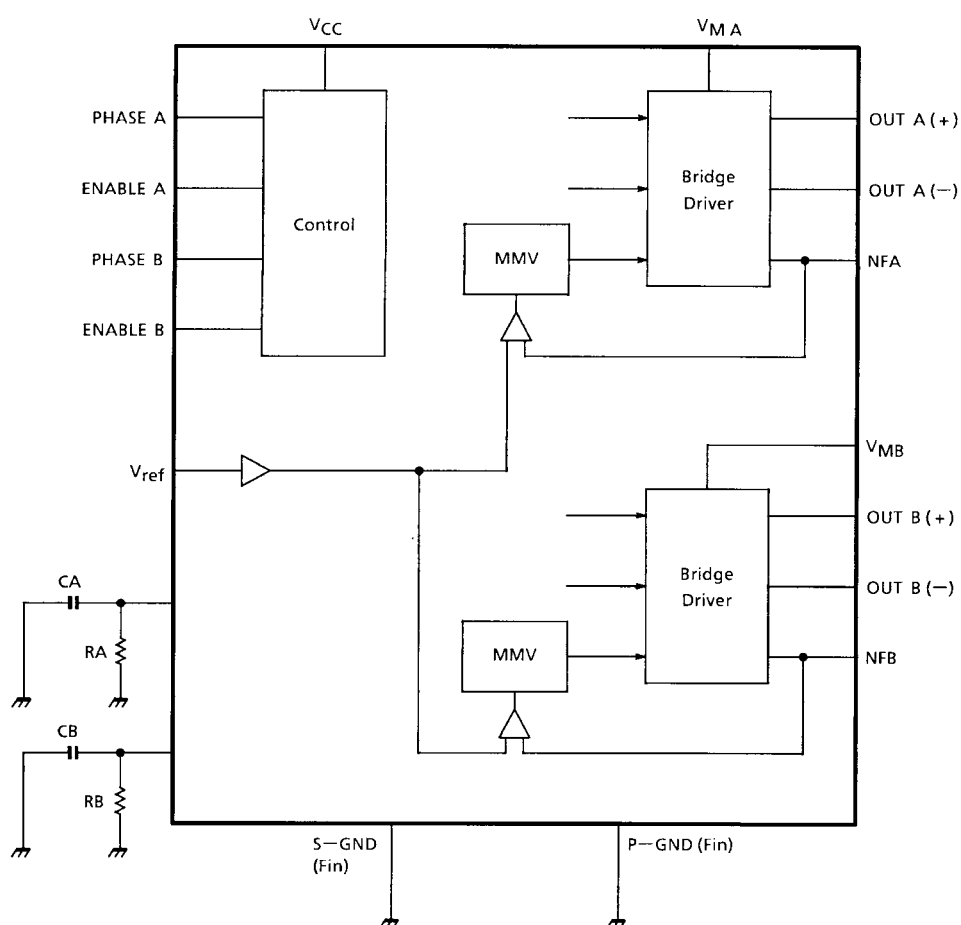 VCC
VM A
PHASE A
ENABLE A
PHASE B
ENABLE B
Control
Bridge
Driver
MMV
OUT A (+)
OUT A (—)
NFA
Vref
VMB
Bridge
Driver
MMV
OUT B (+)
OUT B (—)
NFB
CA
RA
CB
RB
S—GND
(Fin)
P—GND (Fin)